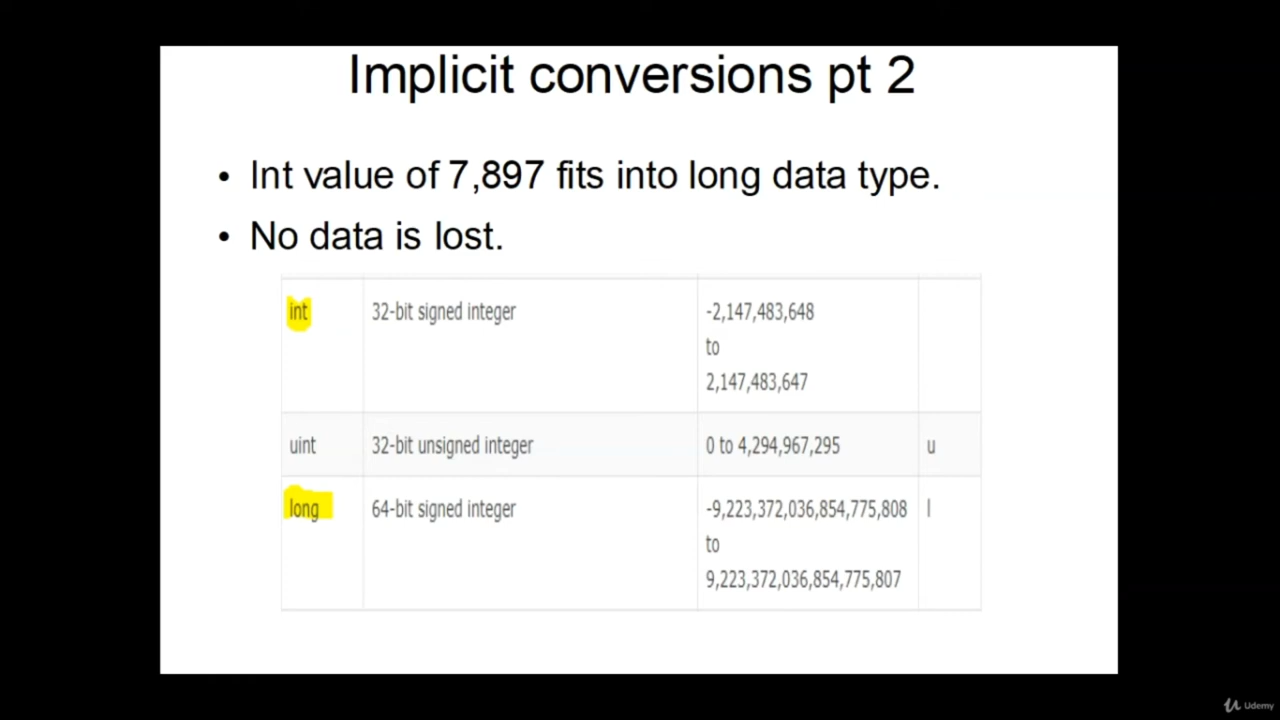 Implicit conversions pt 2
• Int value of 7,897 fits into long data type.
• No data is lost.
int 32-bit signed integer -2,147,483,648
to
2,147,483,647
uint 32-bit unsigned integer 0 to 4,294,967,295 u
long 64-bit signed integer -9,223,372,036,854,775,808 l
to
9,223,372,036,854,775,807
Udemy